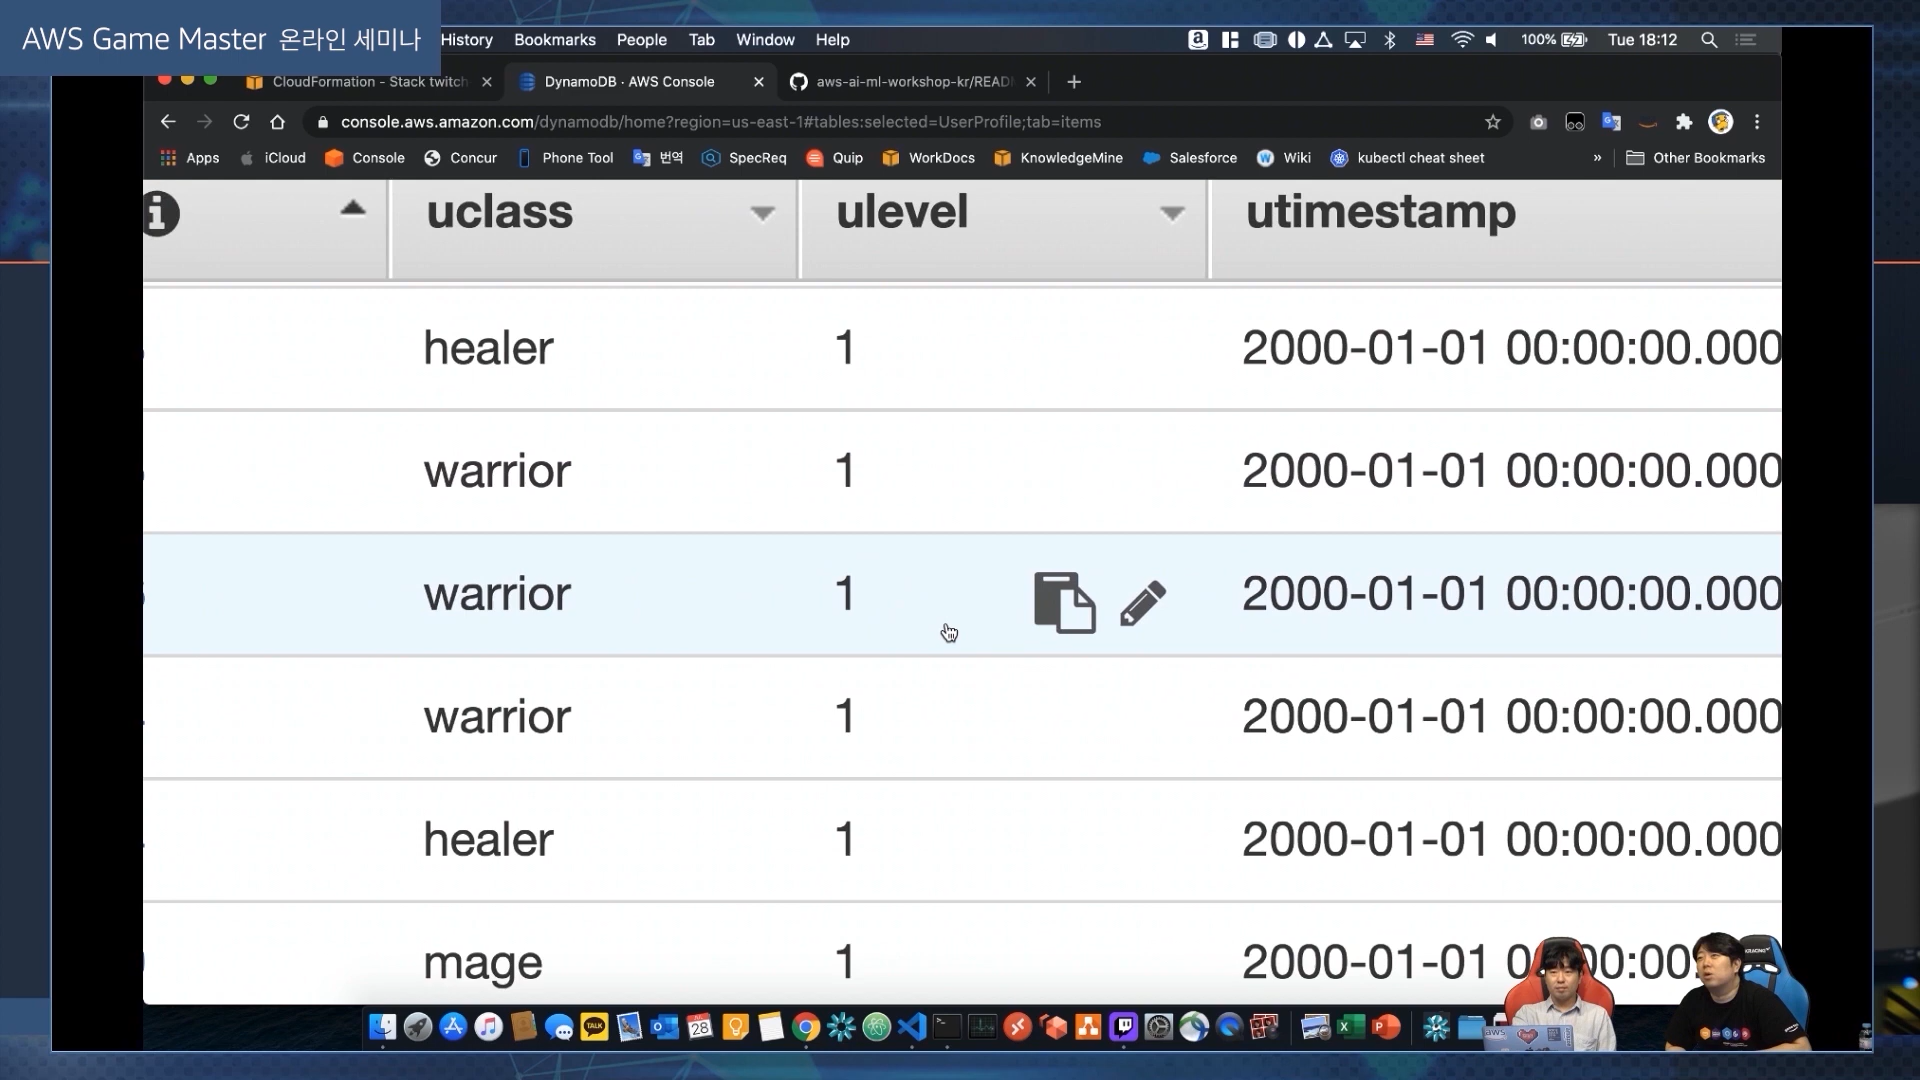 AWS Game Master 온라인 세미나
History Bookmarks People Tab Window Help 100% Tue 18:12
CloudFormation - Stack twitch DynamoDB · AWS Console aws-ai-ml-workshop-kr/READ
console.aws.amazon.com/dynamodb/home?region=us-east-1#tables:selected=UserProfile;tab=items
Apps iCloud Console Concur Phone Tool 번역 SpecReq Quip WorkDocs KnowledgeMine Salesforce Wiki kubectl cheat sheet » Other Bookmarks
uclass ulevel utimestamp
healer 1 2000-01-01 00:00:00.000
warrior 1 2000-01-01 00:00:00.000
warrior 1 2000-01-01 00:00:00.000
warrior 1 2000-01-01 00:00:00.000
healer 1 2000-01-01 00:00:00.000
mage 1 2000-01-01 0 00:00
TALK 28
aws